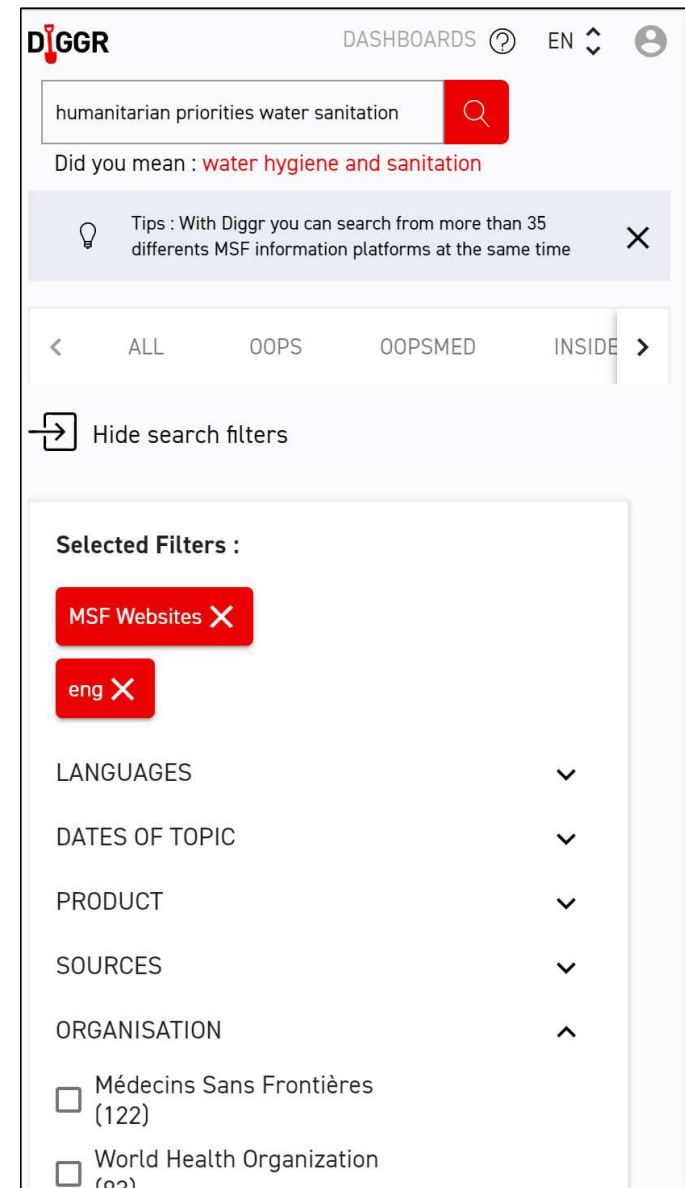 DIGGR
DASHBOARDS ? EN
humanitarian priorities water sanitation
Did you mean : water hygiene and sanitation
Tips : With Diggr you can search from more than 35
differents MSF information platforms at the same time
ALL OOPS OOPSMED INSIDE
Hide search filters
Selected Filters :
MSF Websites
eng
LANGUAGES
DATES OF TOPIC
PRODUCT
SOURCES
ORGANISATION
Médecins Sans Frontières
(122)
World Health Organization